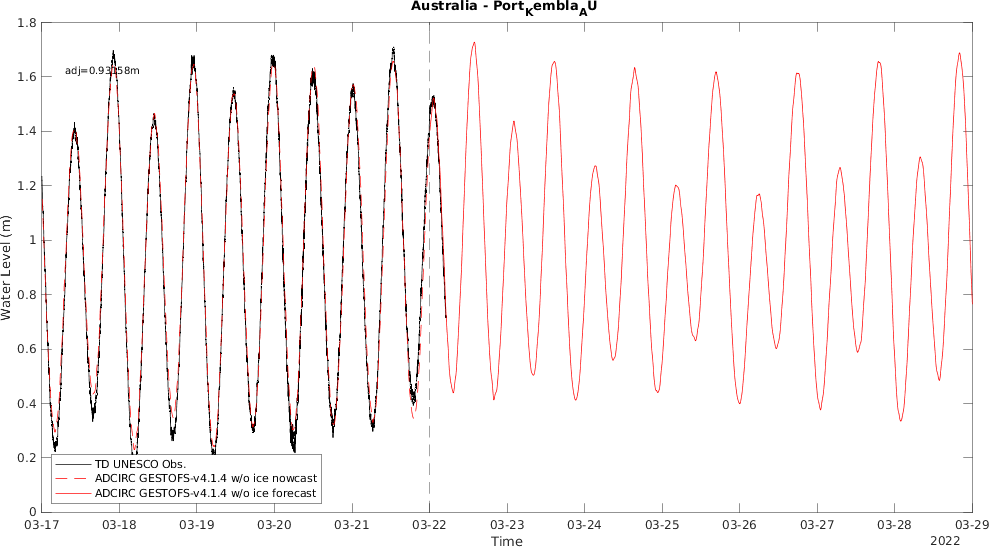 Australia - Port_Kembla_AU
adj=0.93158m
Water Level (m)
1.8
1.6
1.4
1.2
1
0.8
0.6
0.4
0.2
0
TD UNESCO Obs.
ADCIRC GESTOFS-v4.1.4 w/o ice nowcast
ADCIRC GESTOFS-v4.1.4 w/o ice forecast
03-17 03-18 03-19 03-20 03-21 03-22 03-23 03-24 03-25 03-26 03-27 03-28 03-29
Time
2022